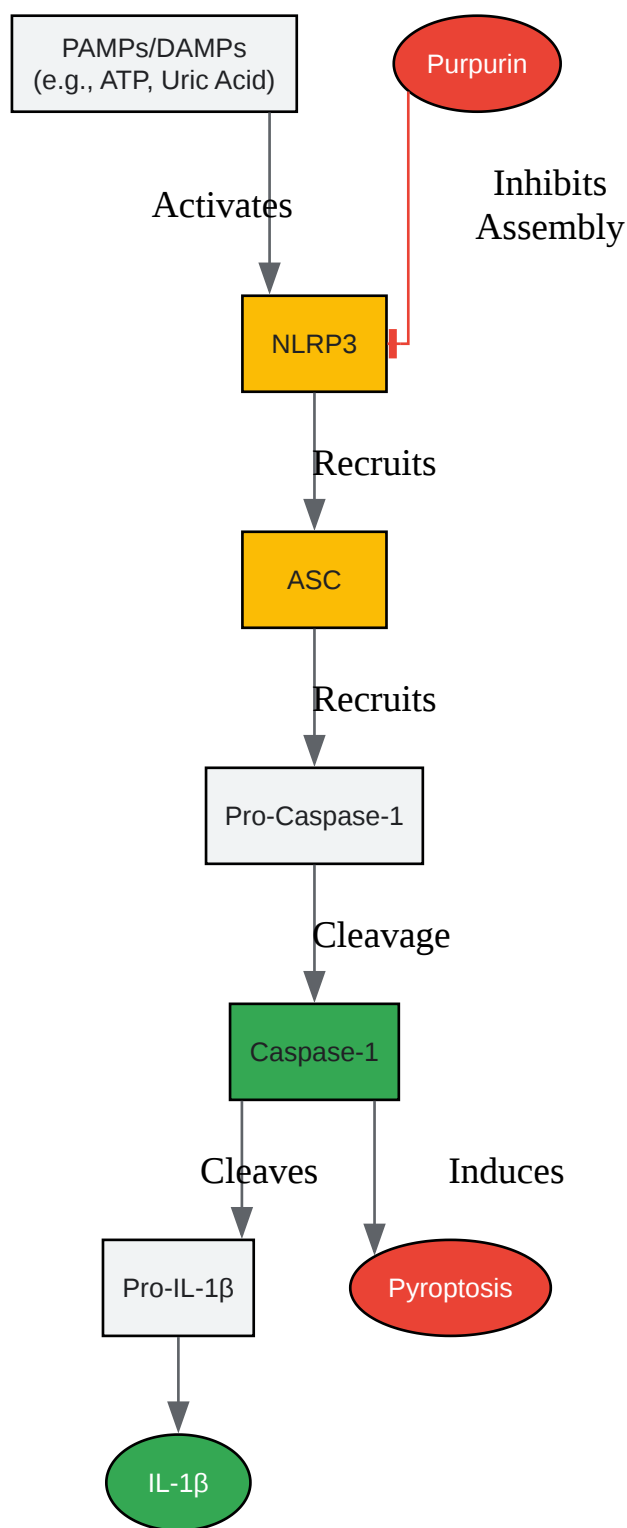 PAMPs/DAMPs
(e.g., ATP, Uric Acid)
Purpurin
Activates
Inhibits
Assembly
NLRP3
Recruits
ASC
Recruits
Pro-Caspase-1
Cleavage
Caspase-1
Cleaves
Induces
Pro-IL-1β
Pyroptosis
IL-1β